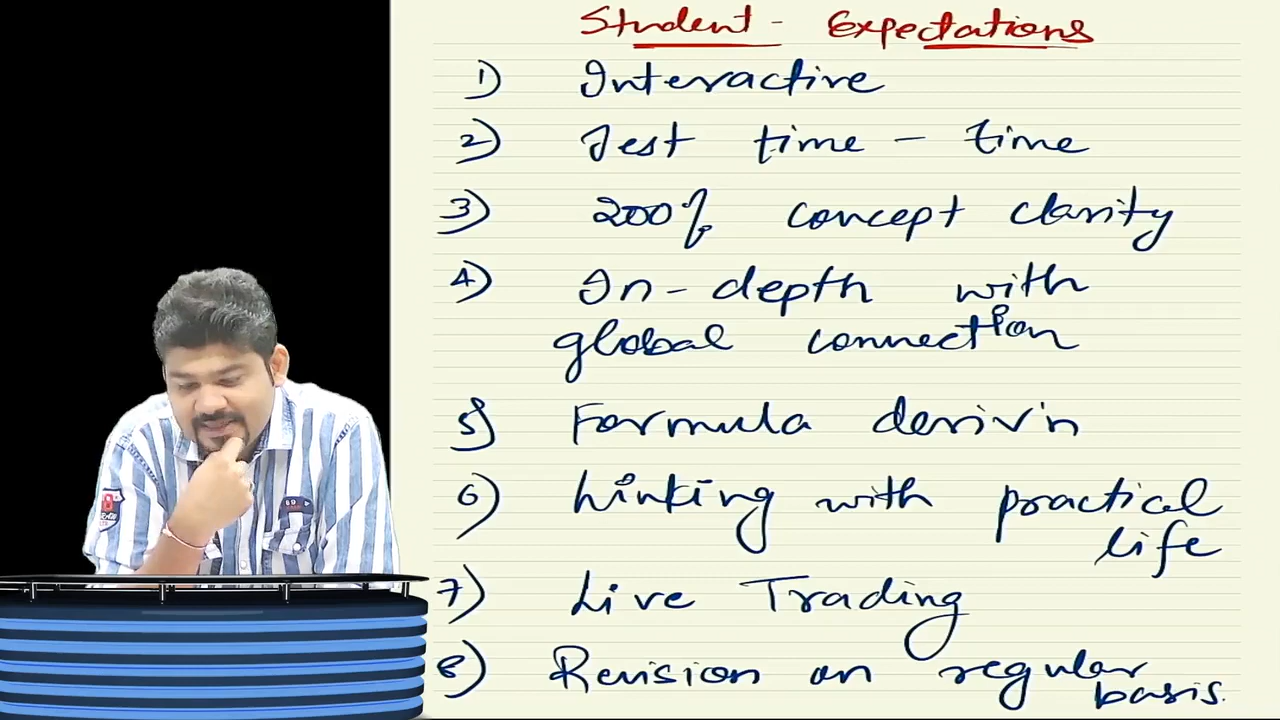 Student - Expectations
1) Interactive
2) Test time - time
3) 200% concept clarity
4) In-depth with
global connection
5) Formula deriv'n
6) Linking with practical
life
7) Live Trading
8) Revision on regular
basis.